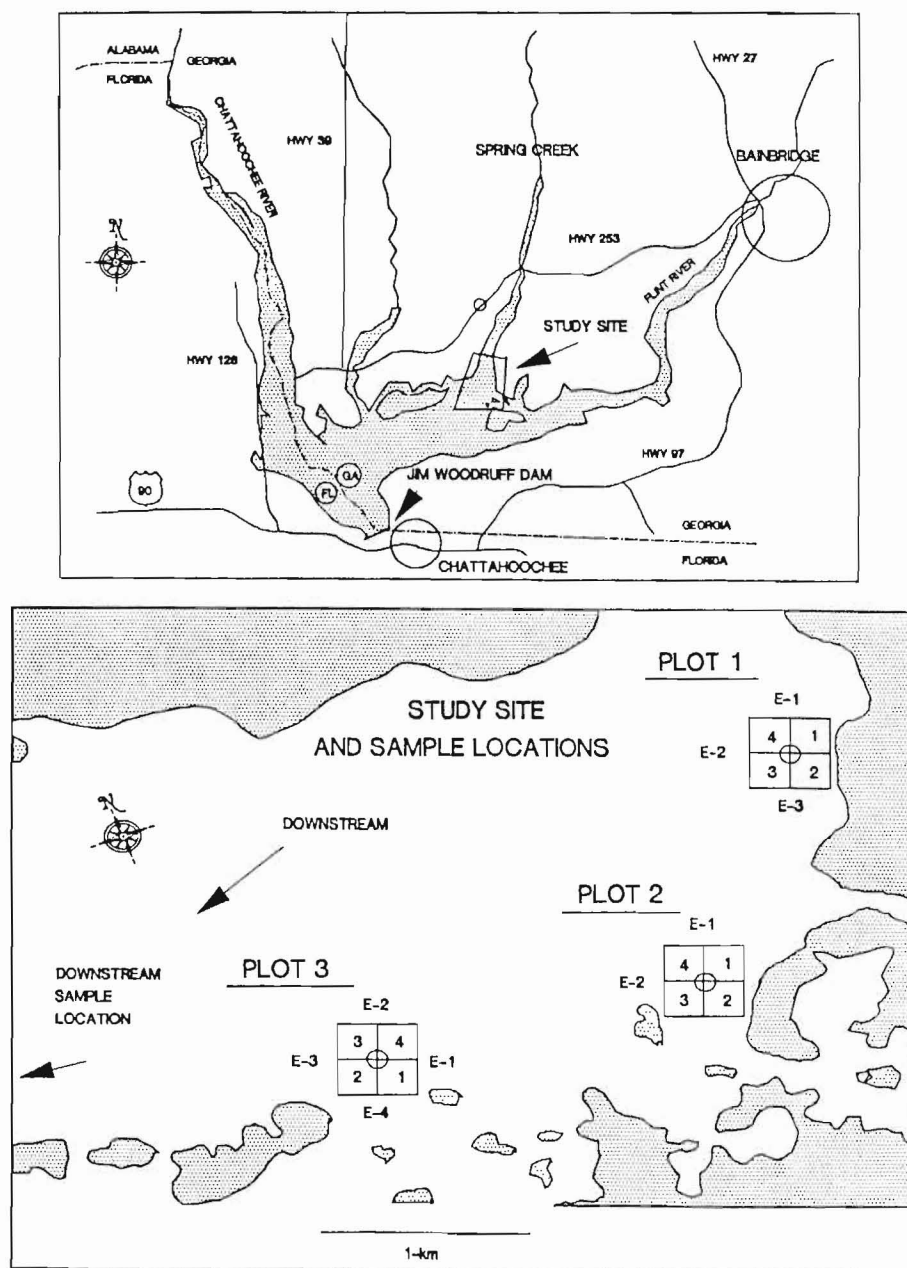 ALABAMA
GEORGIA
FLORIDA
CHATTAHOOCHEE RIVER
HWY 39
SPRING CREEK
HWY 27
BAINBRIDGE
N
HWY 253
FLINT RIVER
STUDY SITE
HWY 126
HWY 97
GA
FL
JIM WOODRUFF DAM
90
GEORGIA
FLORIDA
CHATTAHOOCHEE
PLOT 1
STUDY SITE
AND SAMPLE LOCATIONS
E-1
4 1
E-2
3 2
E-3
N
DOWNSTREAM
PLOT 2
E-1
4 1
E-2
3 2
DOWNSTREAM
SAMPLE
LOCATION
PLOT 3
E-2
3 4
E-3
E-1
2 1
E-4
1-km